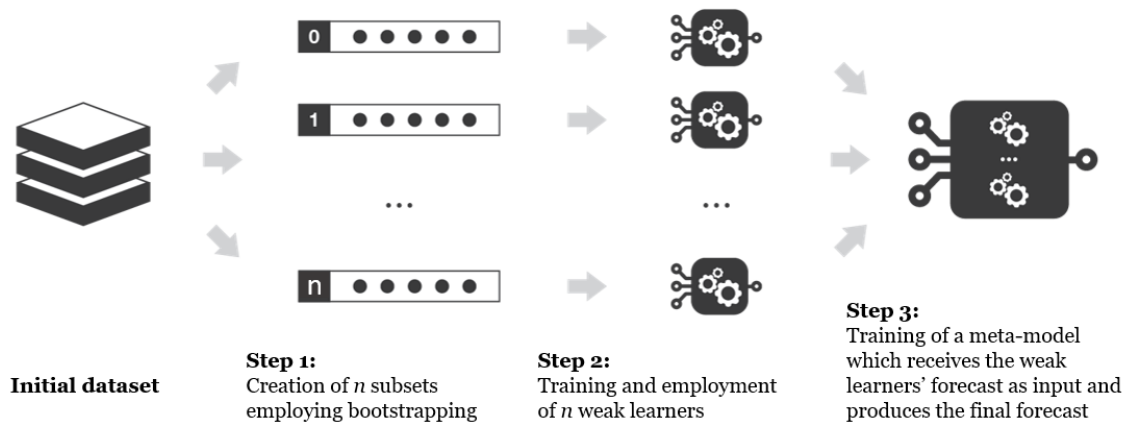 0
1
...
...
...
n
Initial dataset
Step 1:
Creation of n subsets
employing bootstrapping
Step 2:
Training and employment
of n weak learners
Step 3:
Training of a meta-model
which receives the weak
learners’ forecast as input and
produces the final forecast